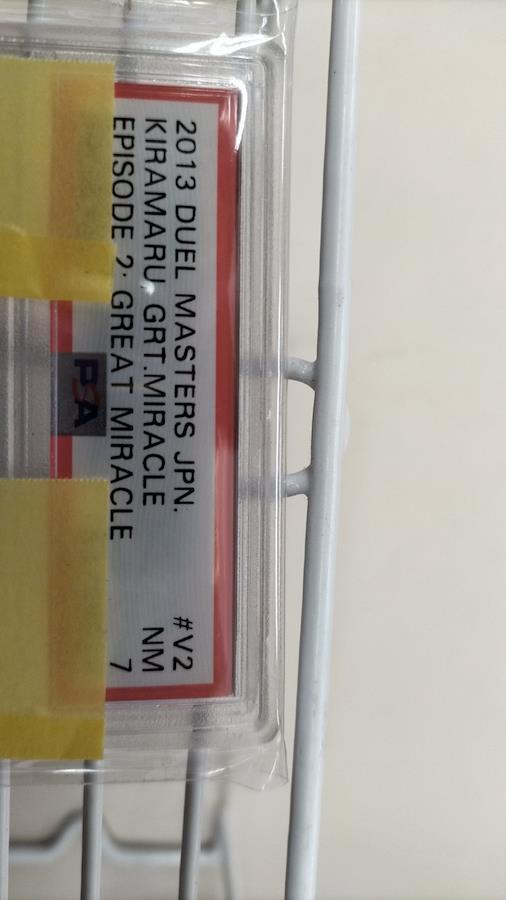 2013 DUEL MASTERS JPN. #V2
KIRAMARU, GRT.MIRACLE NM
EPISODE 2: GREAT MIRACLE 7
PSA